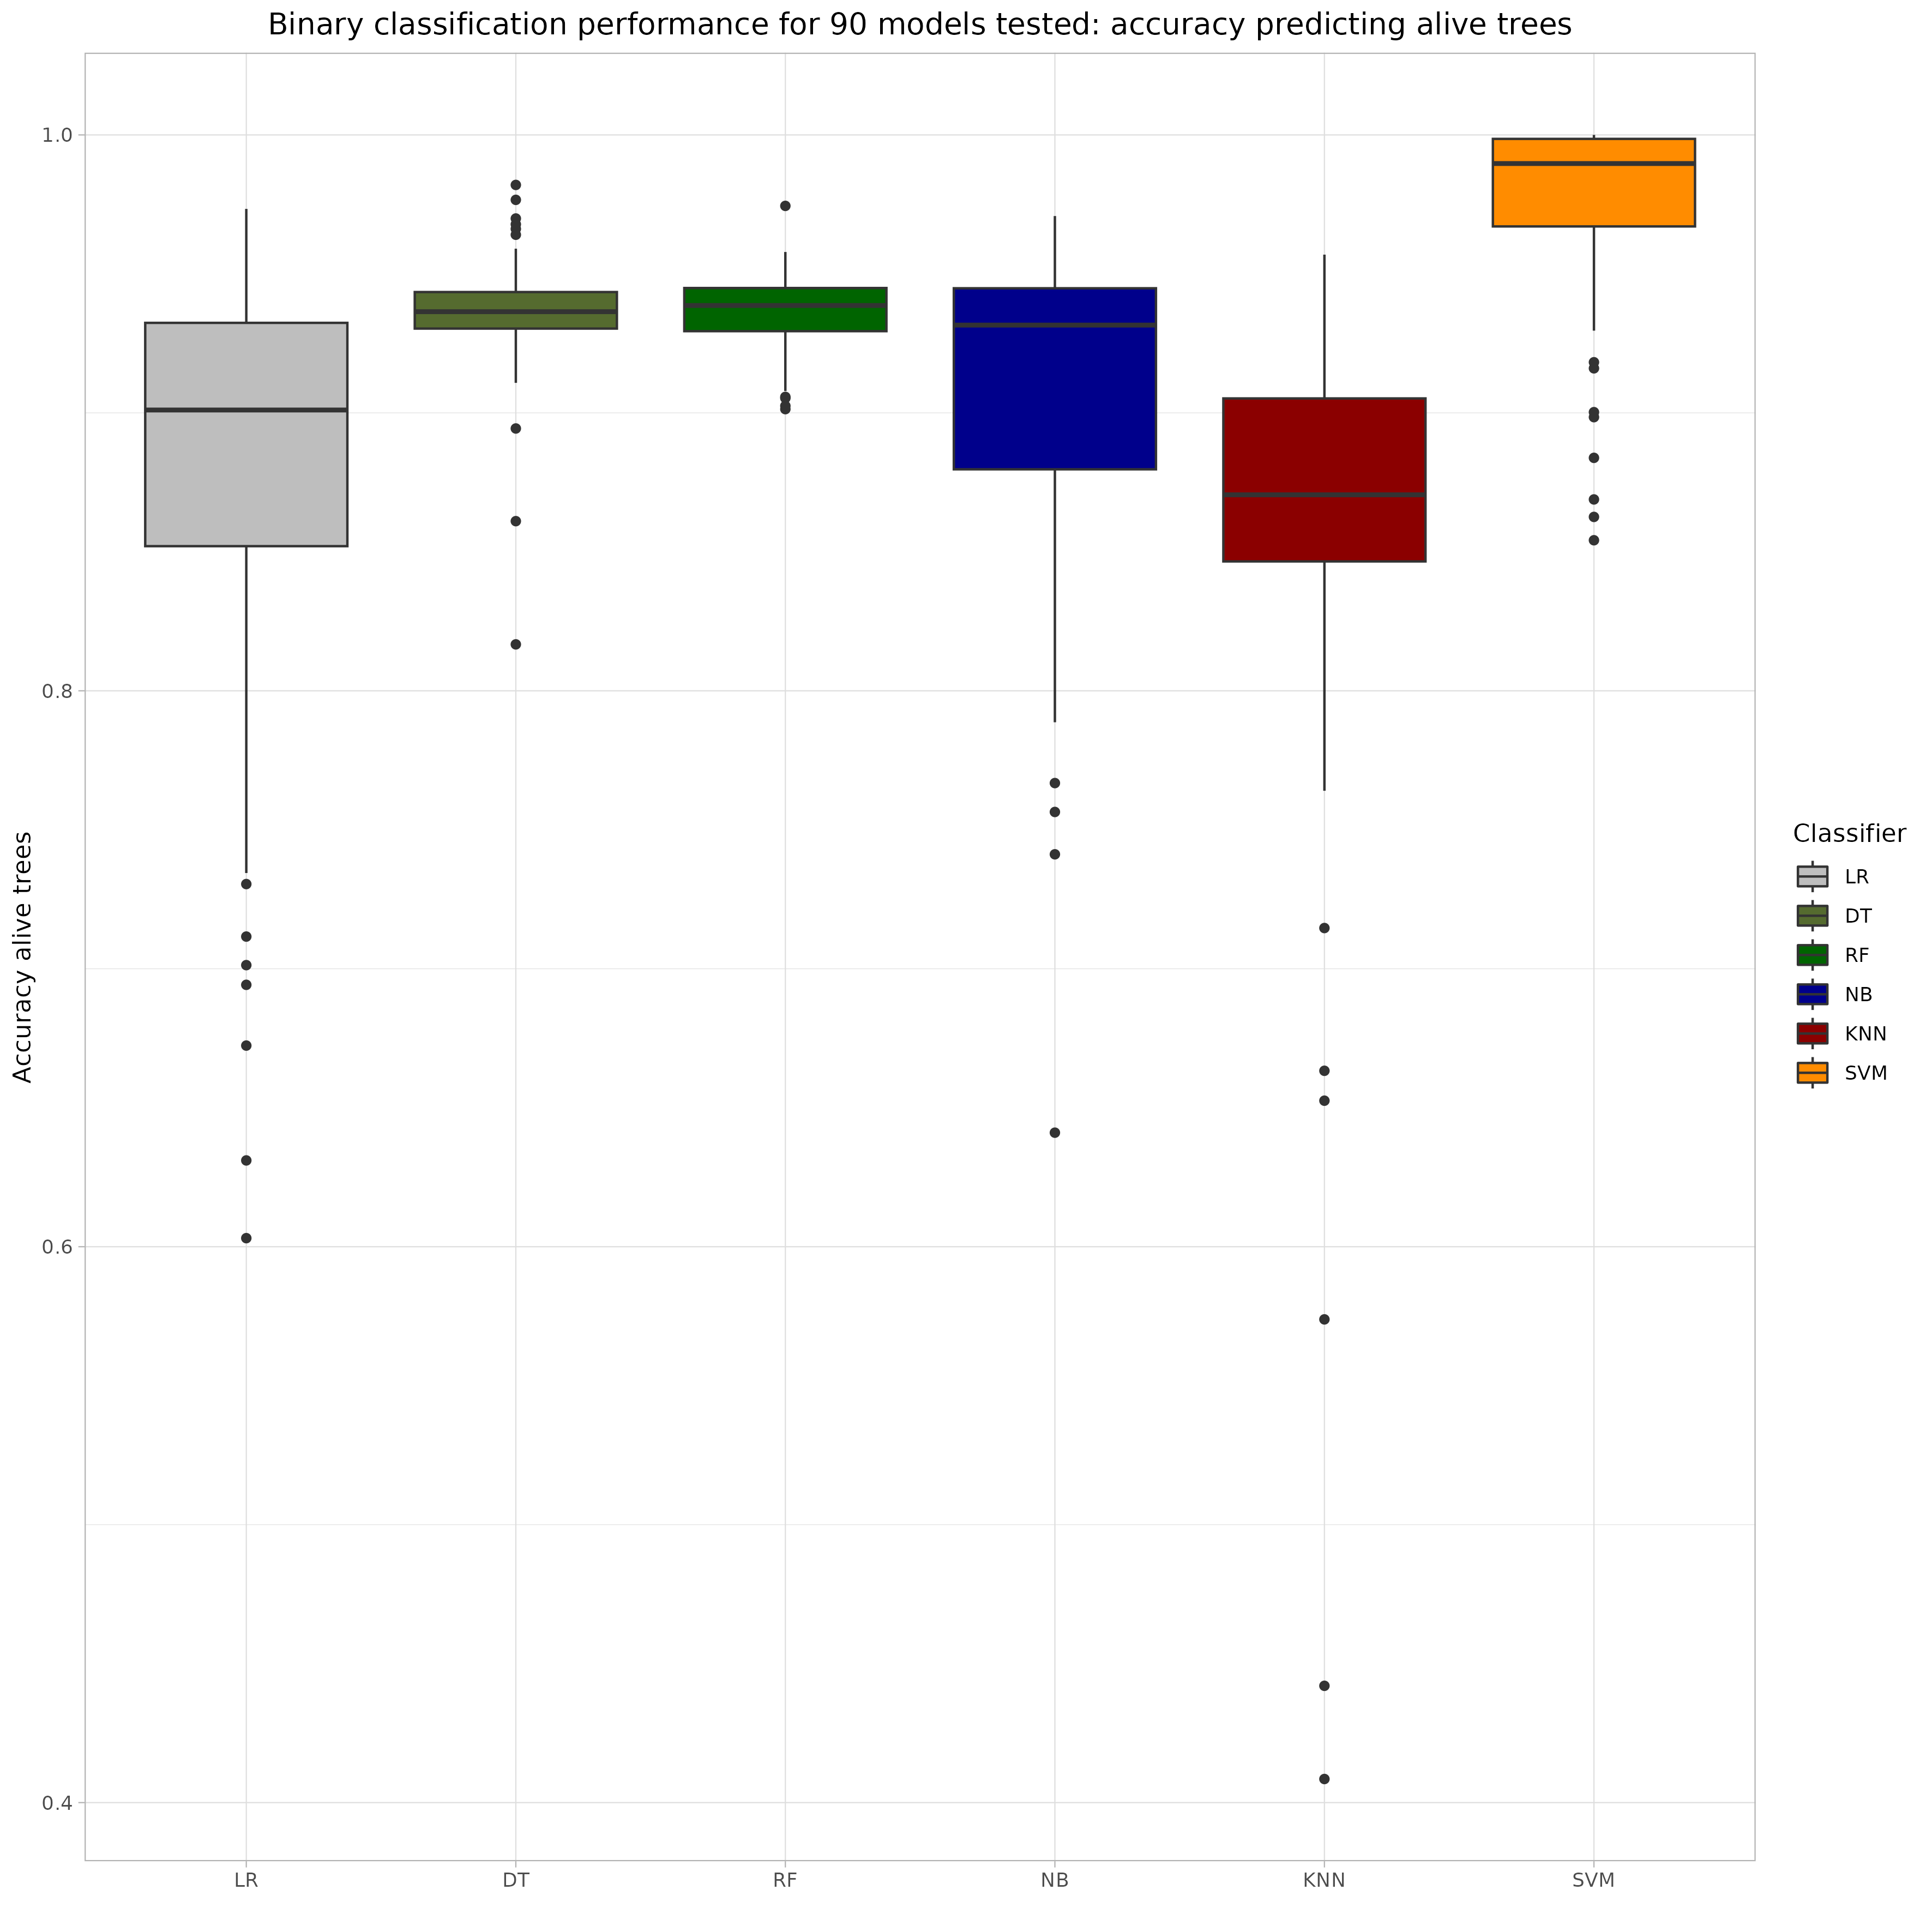 Binary classification performance for 90 models tested: accuracy predicting alive trees
Accuracy alive trees
1.0
0.8
0.6
0.4
LR
DT
RF
NB
KNN
SVM
Classifier
LR
DT
RF
NB
KNN
SVM